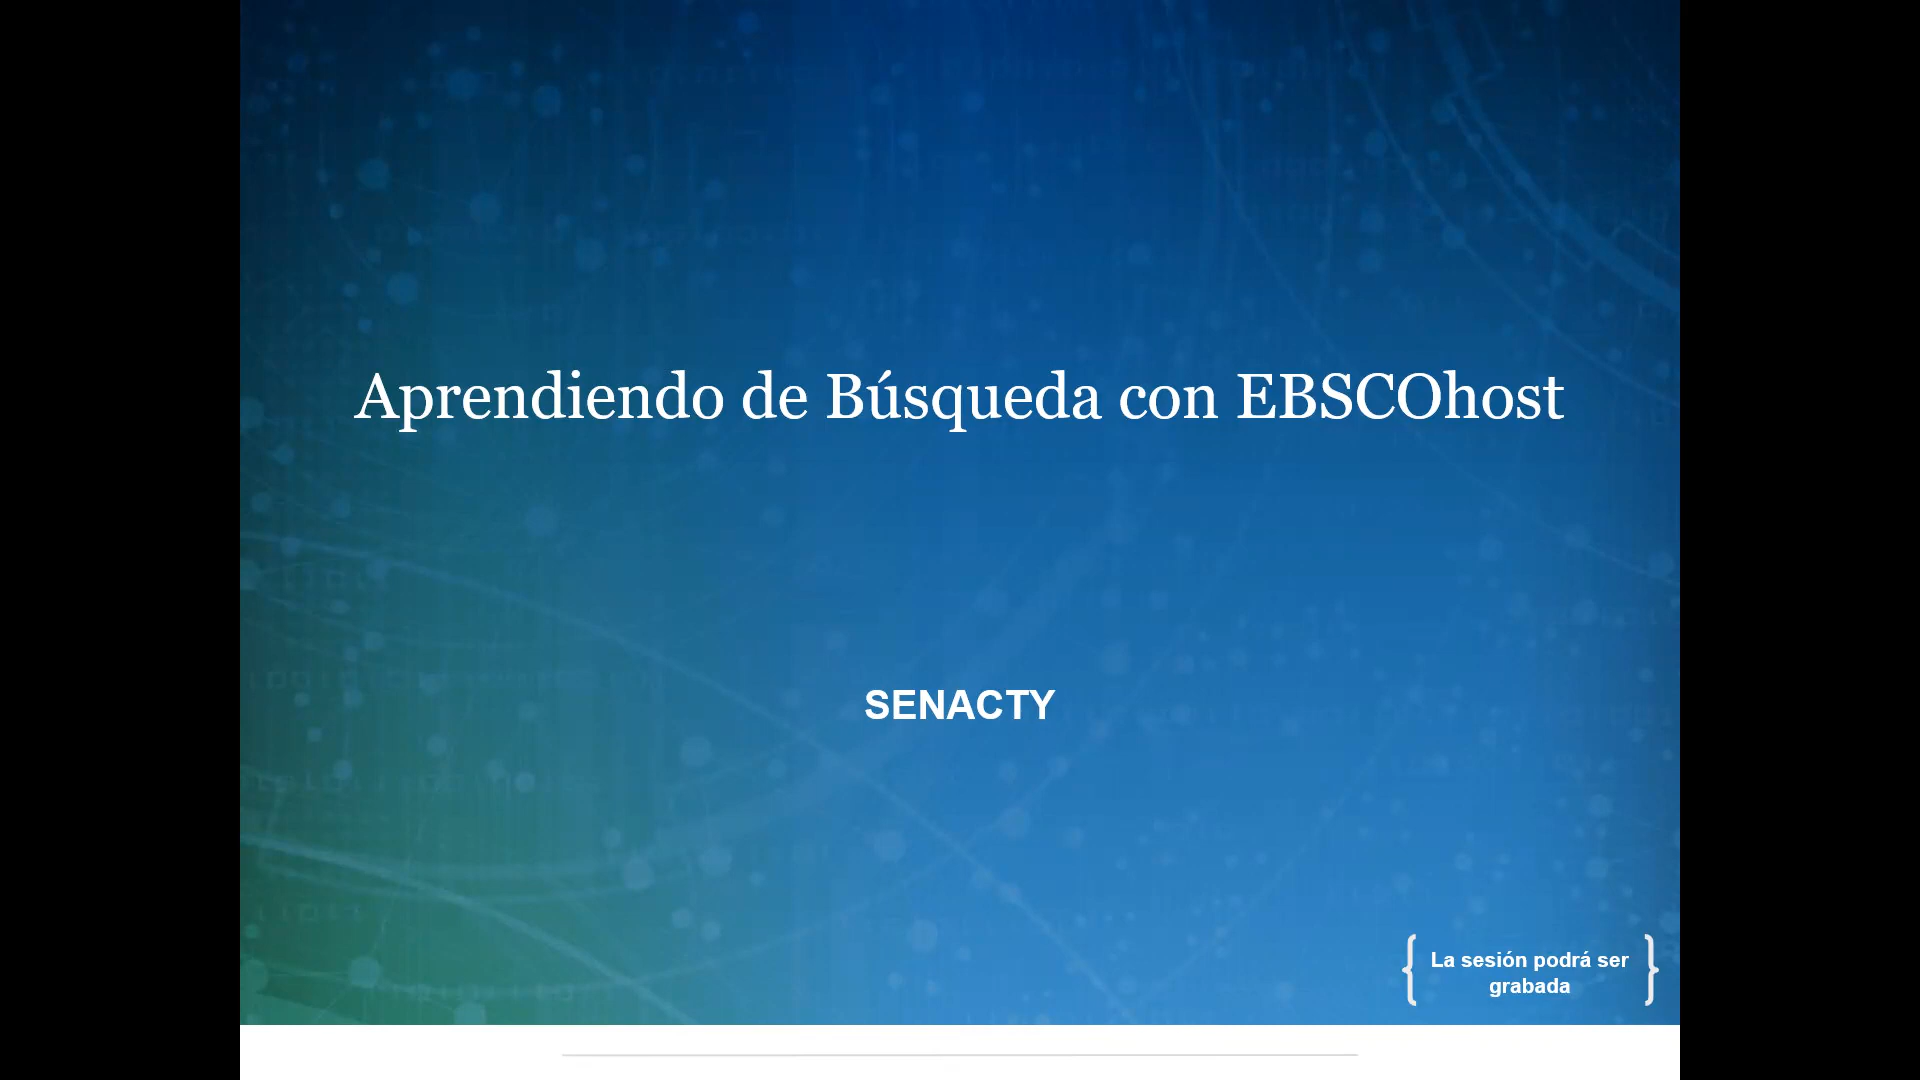 Aprendiendo de Búsqueda con EBSCOhost
SENACTY
La sesión podrá ser
grabada